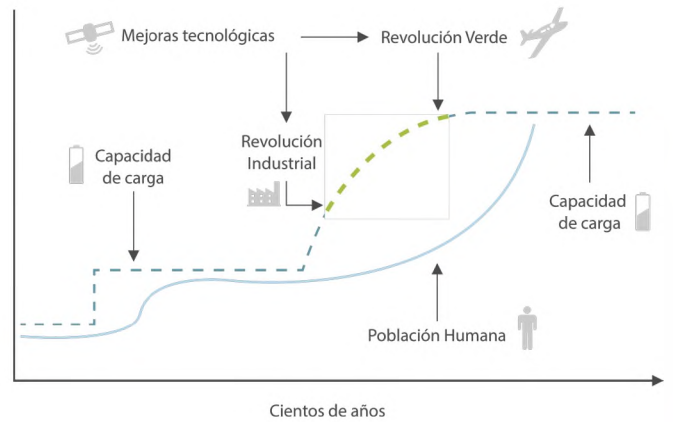 Mejoras tecnológicas
Revolución Verde
Revolución
Industrial
Capacidad
de carga
Capacidad
de carga
Población Humana
Cientos de años